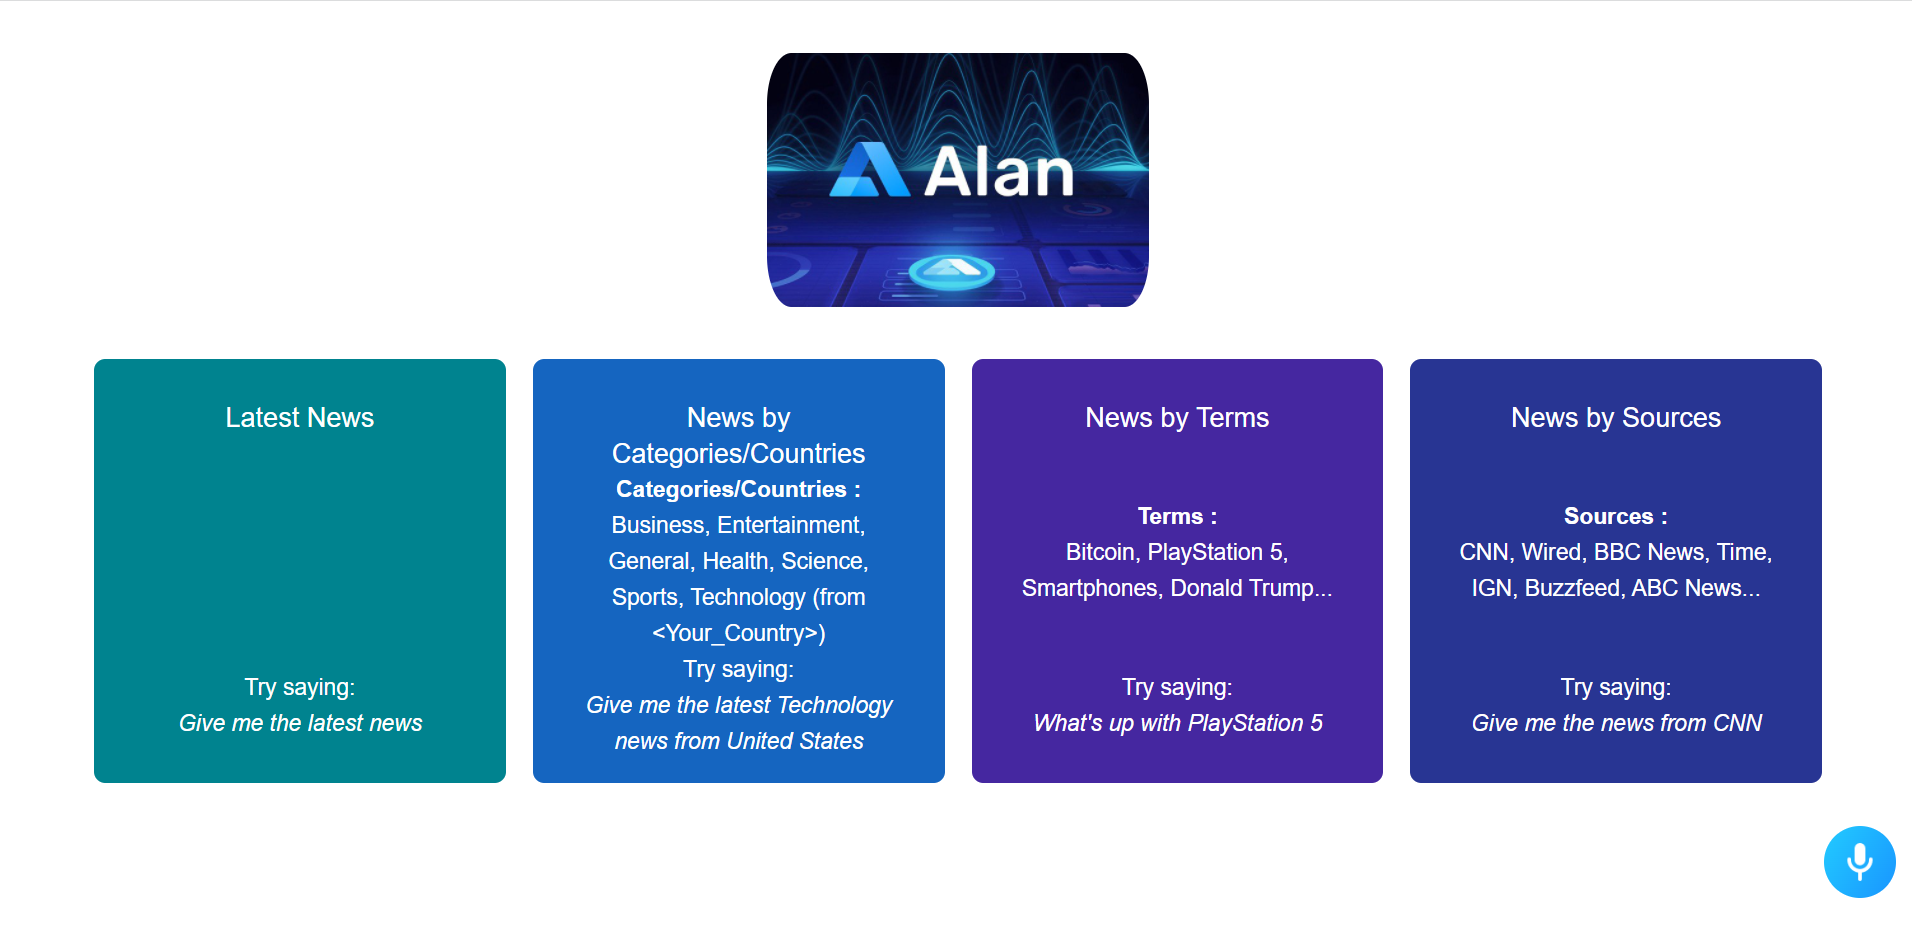 Alan
Latest News
Try saying:
Give me the latest news
News by
Categories/Countries
Categories/Countries :
Business, Entertainment,
General, Health, Science,
Sports, Technology (from
<Your_Country>)
Try saying:
Give me the latest Technology
news from United States
News by Terms
Terms :
Bitcoin, PlayStation 5,
Smartphones, Donald Trump...
Try saying:
What's up with PlayStation 5
News by Sources
Sources :
CNN, Wired, BBC News, Time,
IGN, Buzzfeed, ABC News...
Try saying:
Give me the news from CNN